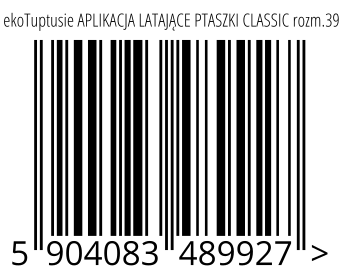 ekoTuptusie APLIKACJA LATAJĄCE PTASZKI CLASSIC rozm.39
5 904083 489927 >